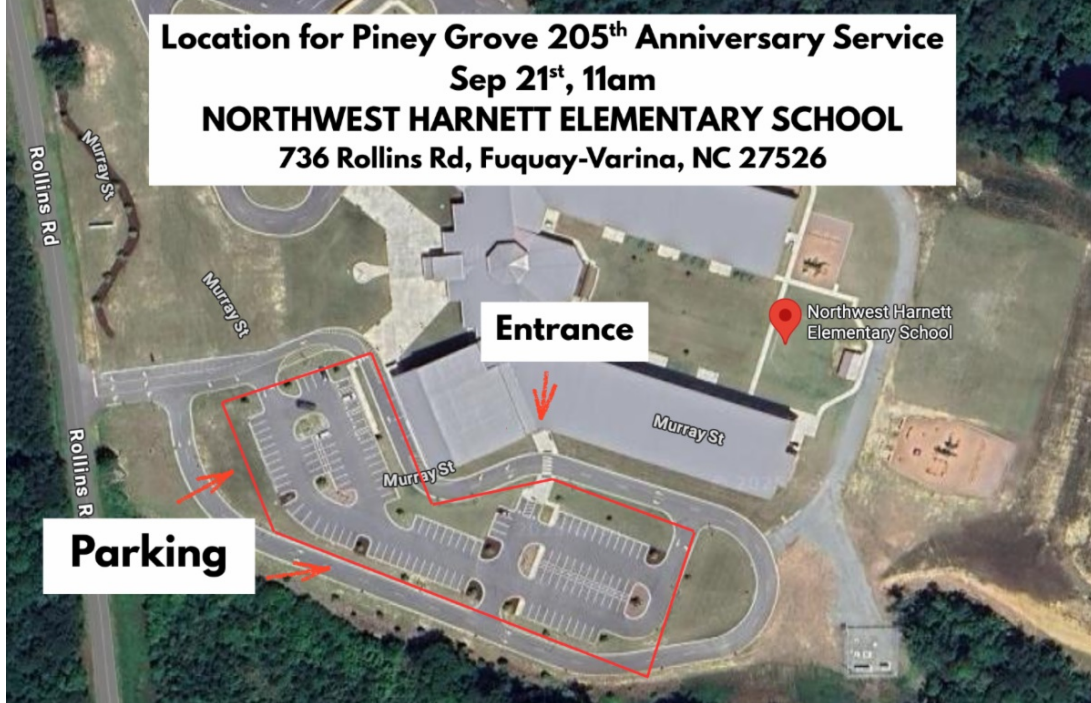 Location for Piney Grove 205th Anniversary Service
Sep 21st, 11am
NORTHWEST HARNETT ELEMENTARY SCHOOL
736 Rollins Rd, Fuquay-Varina, NC 27526
Murray St
Rollins Rd
Murray St
Northwest Harnett
Elementary School
Entrance
Murray St
Rollins R
Murray St
Parking